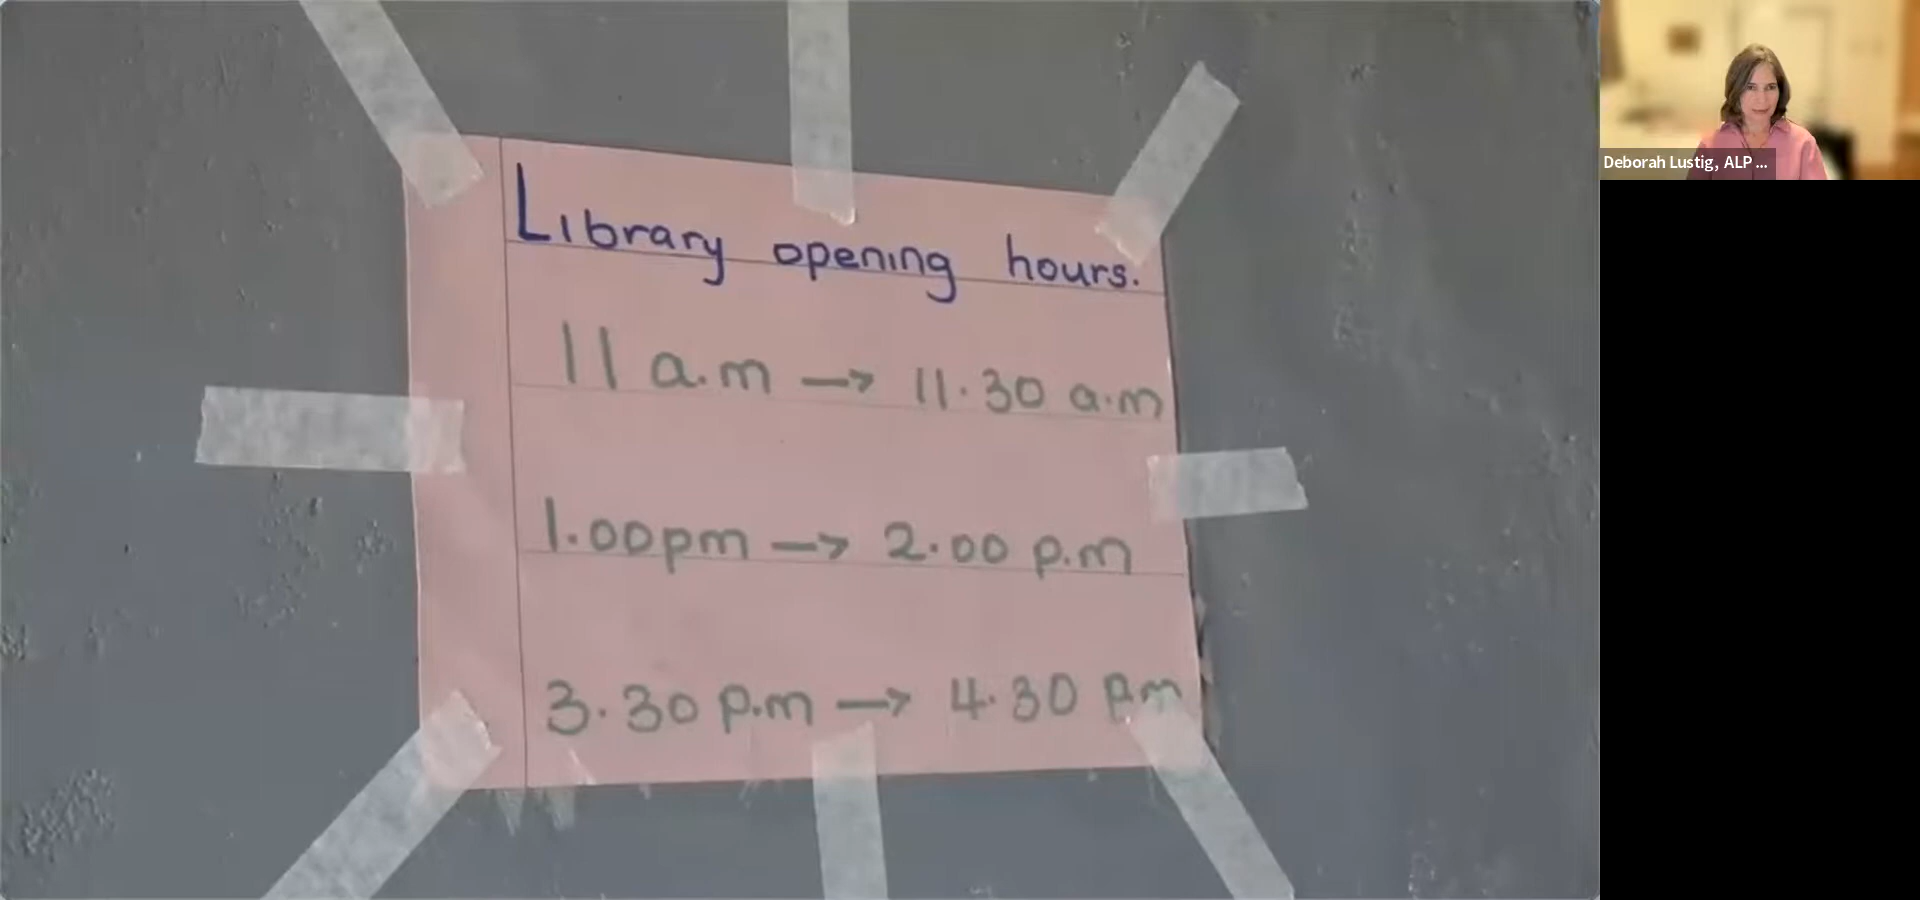 Library opening hours.
11 a.m → 11.30 a.m
1.00pm → 2.00 p.m
3.30 p.m → 4.30 p.m
Deborah Lustig, ALP ...